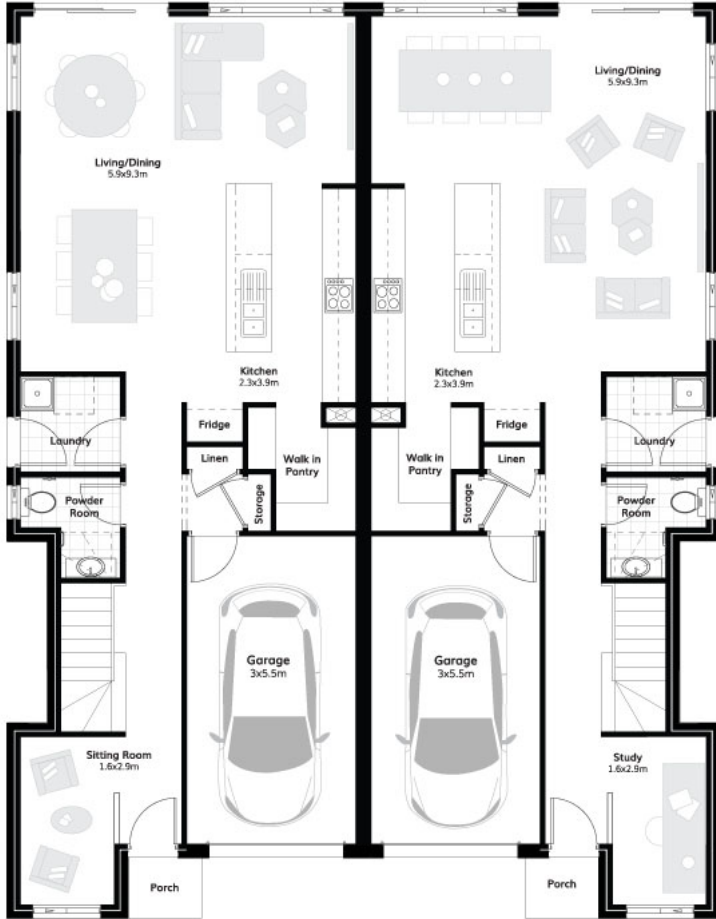 Living/Dining
5.9x9.3m
Living/Dining
5.9x9.3m
Kitchen
2.3x3.9m
Kitchen
2.3x3.9m
Laundry
Fridge
Fridge
Laundry
Linen
Walk in
Pantry
Walk in
Pantry
Linen
Powder
Room
Storage
Storage
Powder
Room
Garage
3x5.5m
Garage
3x5.5m
Sitting Room
1.6x2.9m
Study
1.6x2.9m
Porch
Porch